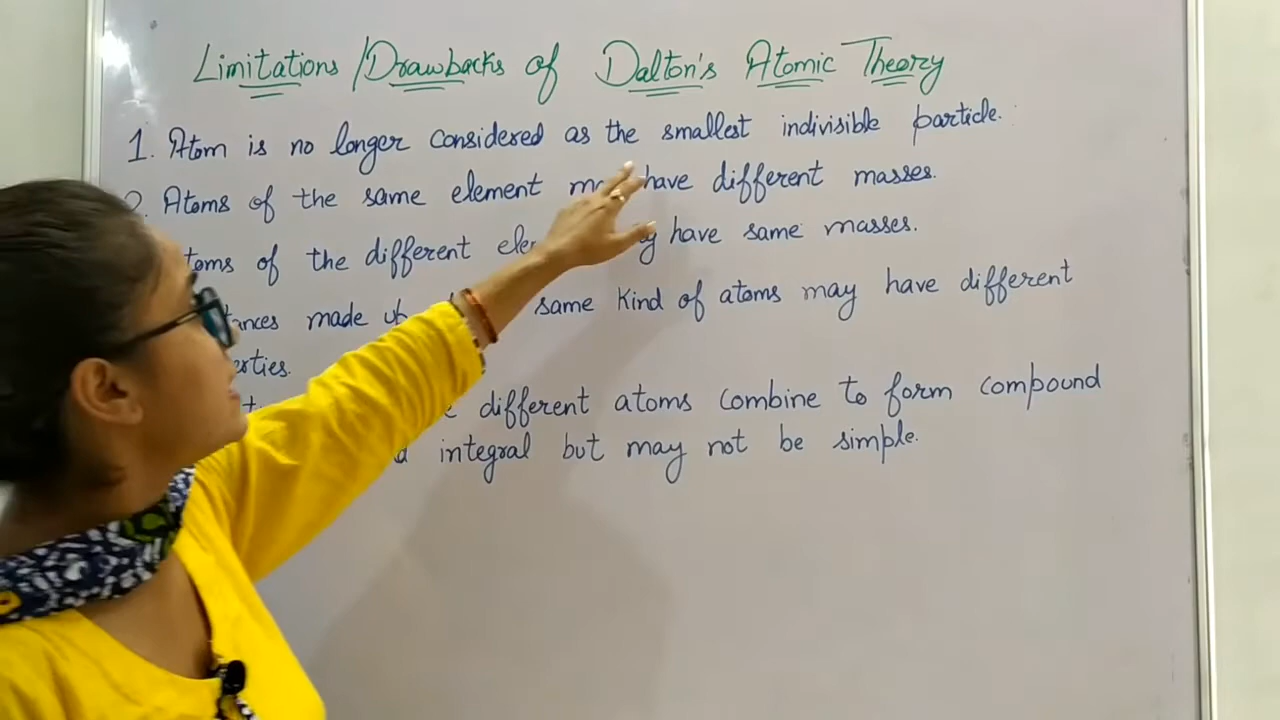 Limitations /Drawbacks of Dalton's Atomic Theory
1. Atom is no longer considered as the smallest indivisible particle.
2. Atoms of the same element may have different masses.
of the different have same masses.
made same kind of atoms may have different
different atoms combine to form compound
integral but may not be simple.